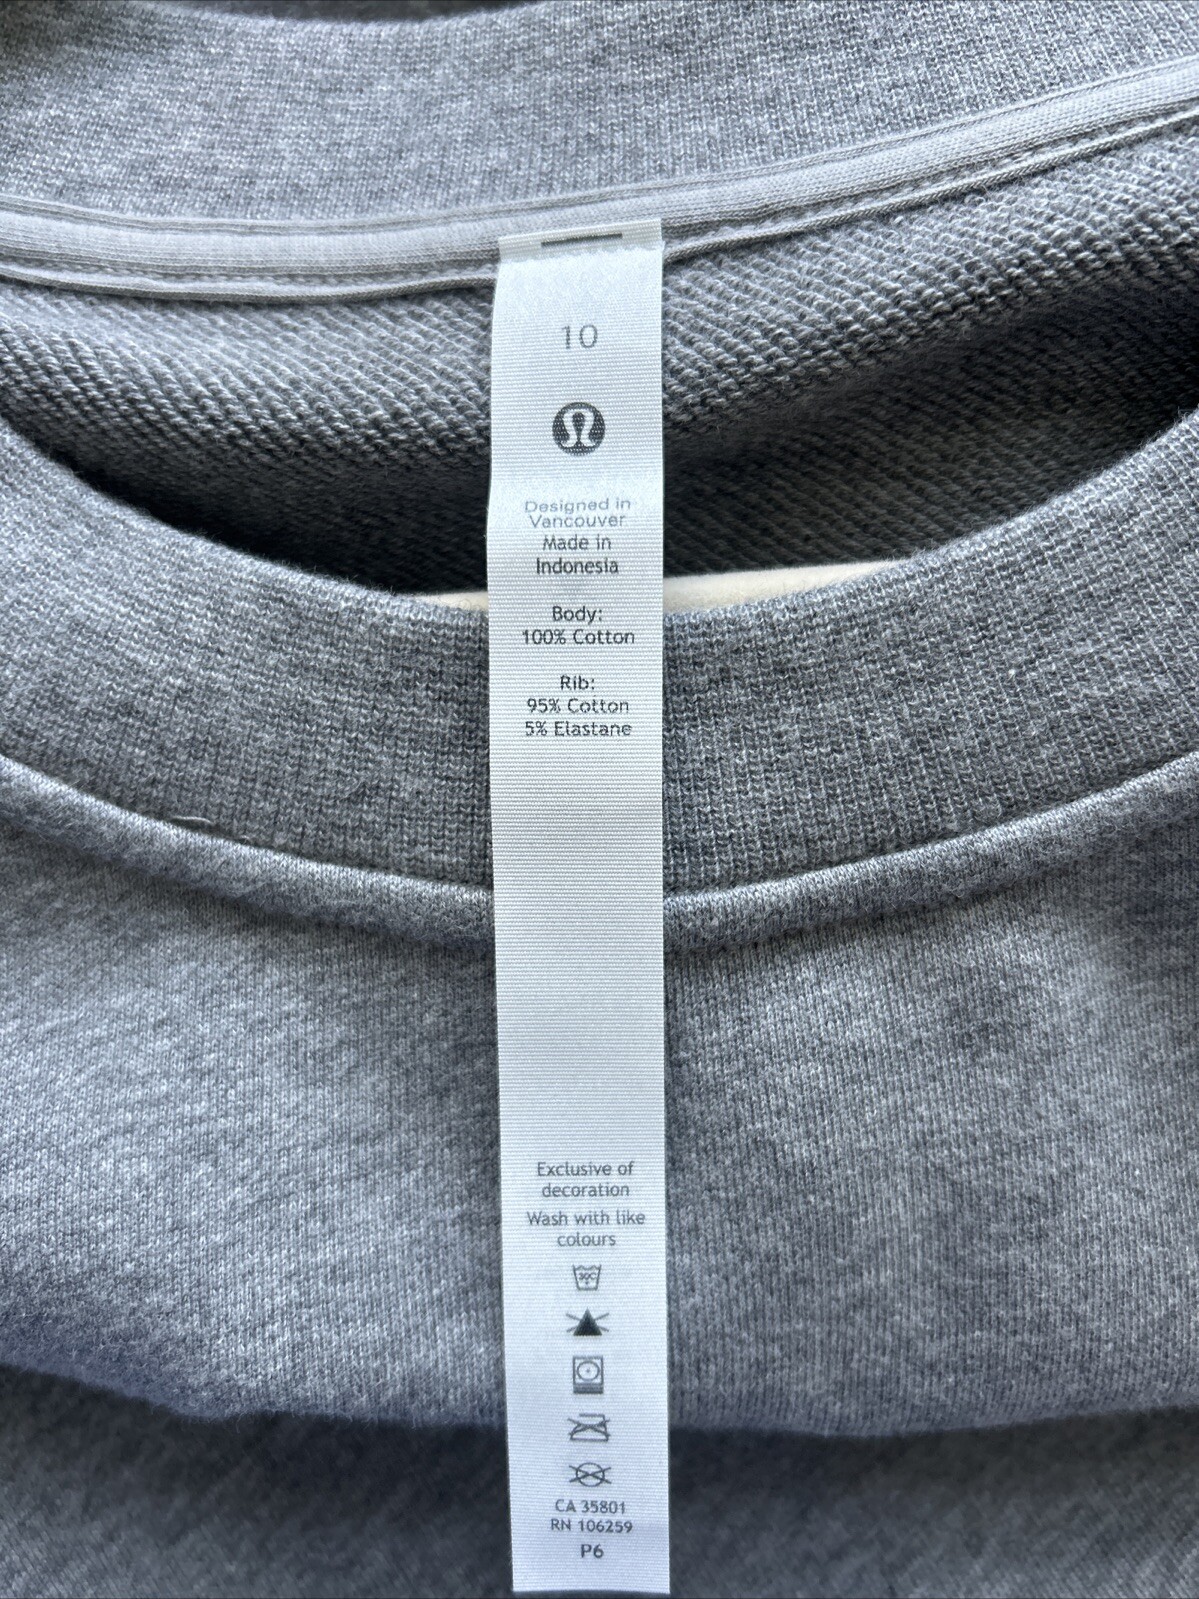 10
Designed in
Vancouver
Made in
Indonesia
Body:
100% Cotton
Rib:
95% Cotton
5% Elastane
Exclusive of
decoration
Wash with like
colours
CA 35801
RN 106259
P6